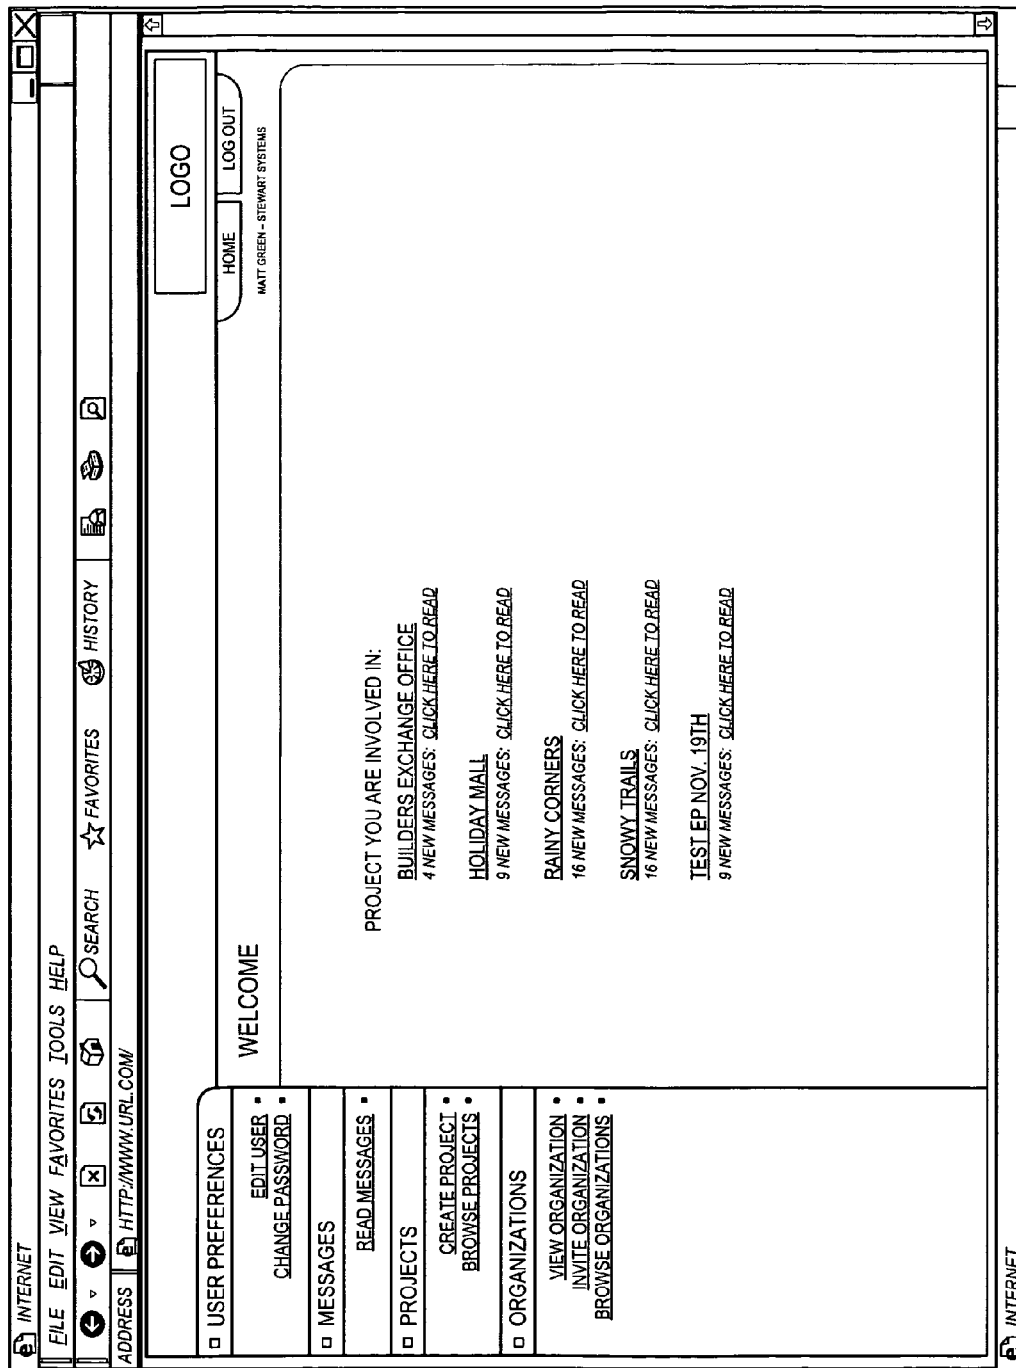 INTERNET
FILE EDIT VIEW FAVORITES TOOLS HELP
SEARCH FAVORITES HISTORY
ADDRESS HTTP://WWW.URL.COM/
LOGO
HOME LOG OUT
MATT GREEN – STEWART SYSTEMS
WELCOME
USER PREFERENCES
EDIT USER
CHANGE PASSWORD
MESSAGES
READ MESSAGES
PROJECTS
CREATE PROJECT
BROWSE PROJECTS
ORGANIZATIONS
VIEW ORGANIZATION
INVITE ORGANIZATION
BROWSE ORGANIZATIONS
PROJECT YOU ARE INVOLVED IN:
BUILDERS EXCHANGE OFFICE
4 NEW MESSAGES: CLICK HERE TO READ
HOLIDAY MALL
9 NEW MESSAGES: CLICK HERE TO READ
RAINY CORNERS
16 NEW MESSAGES: CLICK HERE TO READ
SNOWY TRAILS
16 NEW MESSAGES: CLICK HERE TO READ
TEST EP NOV. 19TH
9 NEW MESSAGES: CLICK HERE TO READ
INTERNET